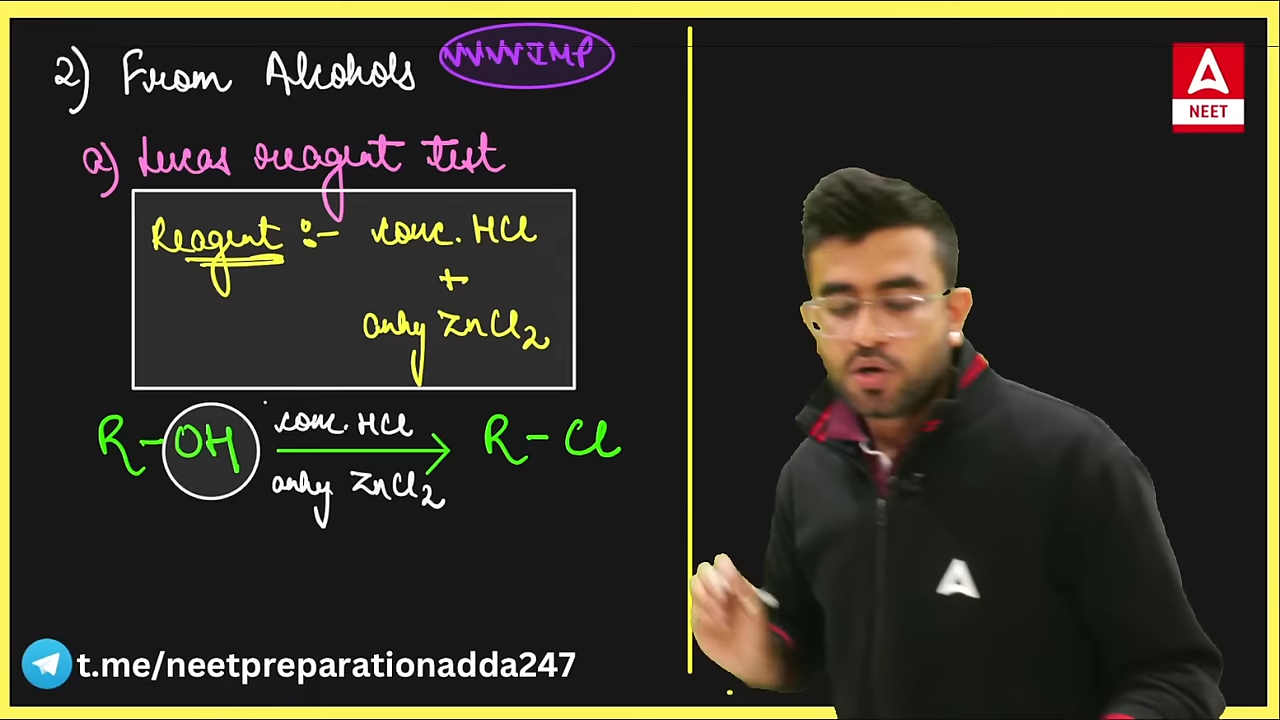 2) From Alcohols VVVVIMP
a) Lucas reagent test
Reagent :- conc. HCl
+
anhy ZnCl2
R-OH conc. HCl R-Cl
anhy ZnCl2
t.me/neetpreparationadda247
A
NEET
A